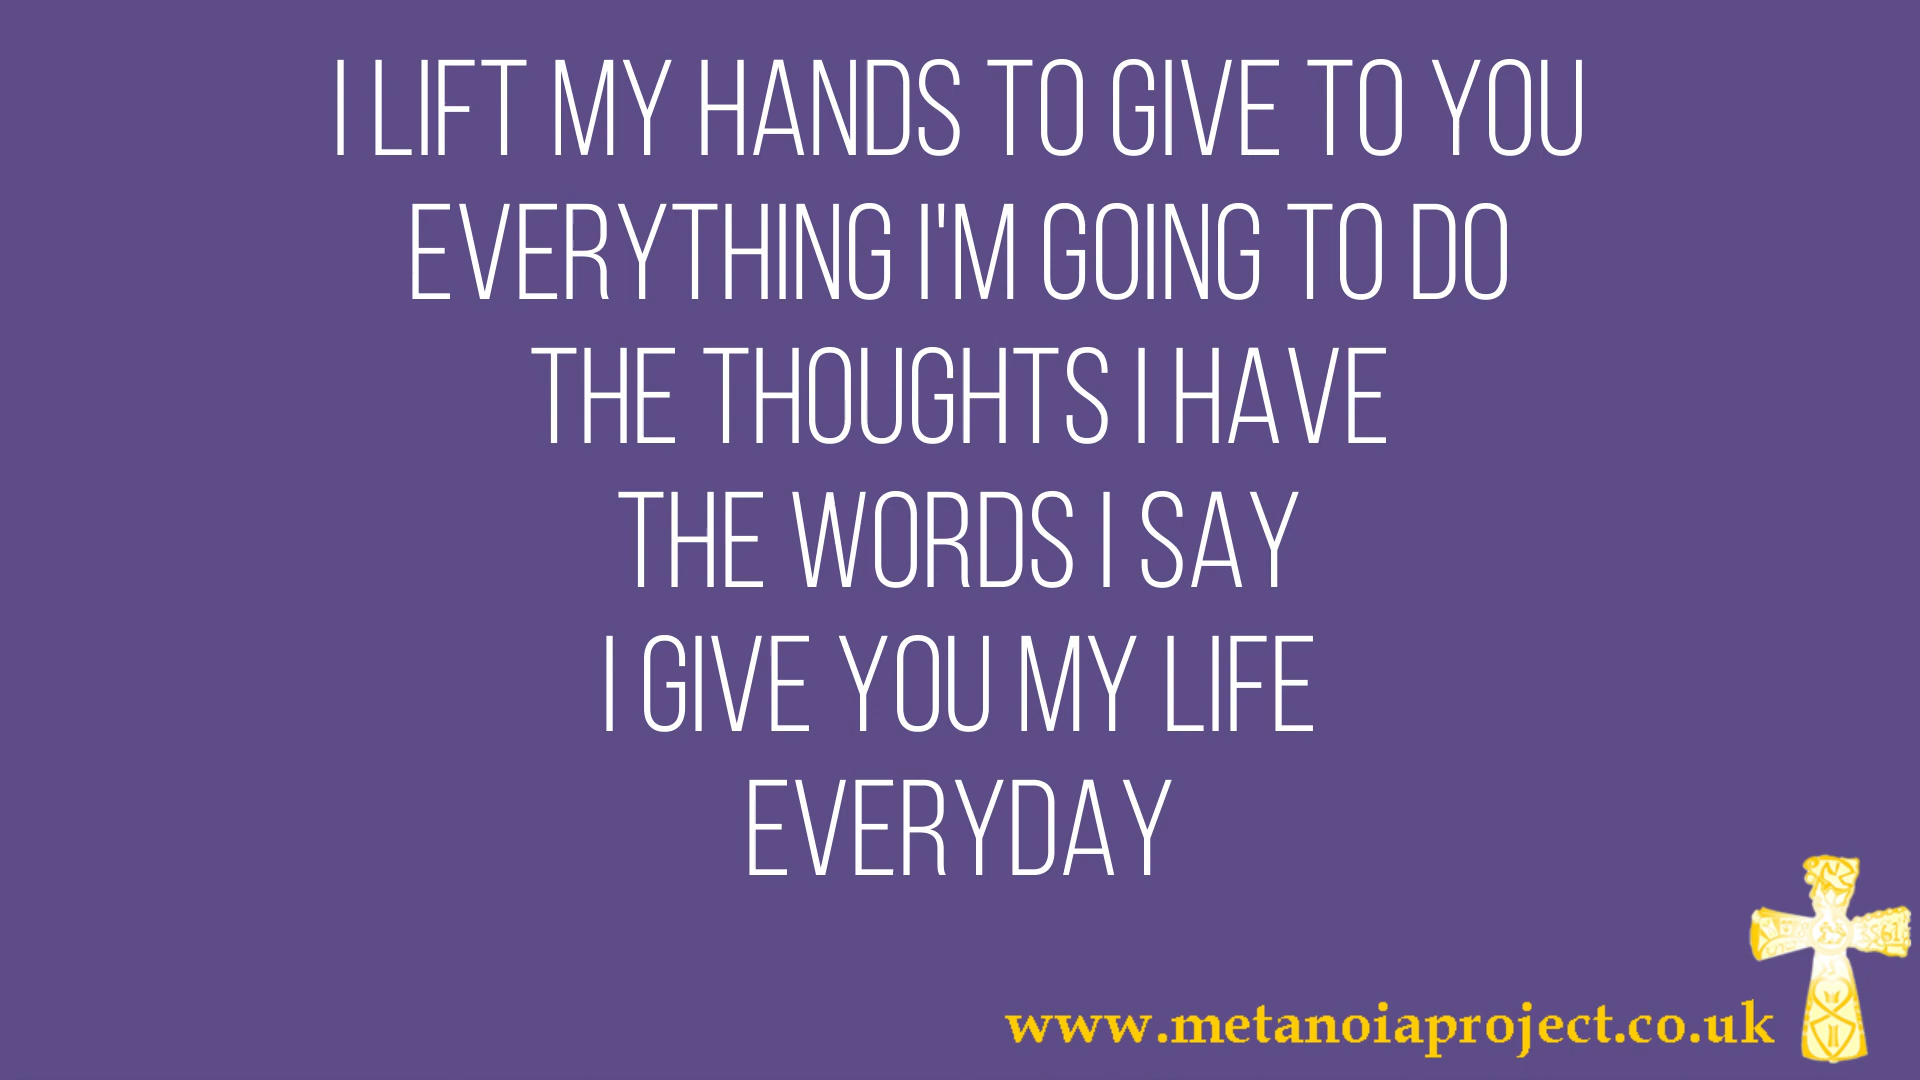 I LIFT MY HANDS TO GIVE TO YOU
EVERYTHING I'M GOING TO DO
THE THOUGHTS I HAVE
THE WORDS I SAY
I GIVE YOU MY LIFE
EVERYDAY
www.metanoiaproject.co.uk